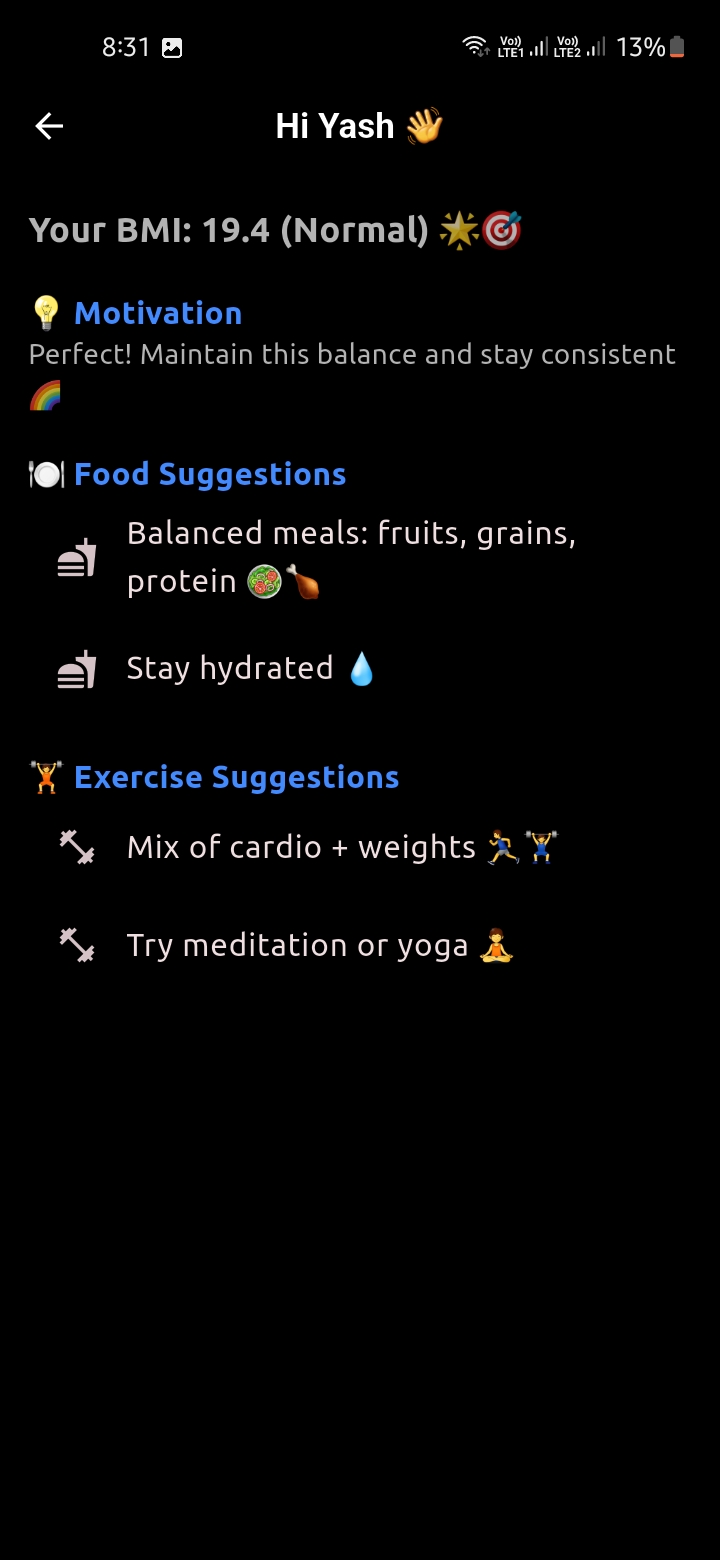 8:31 Vo)) LTE1 Vo)) LTE2 13%
Hi Yash 👋
Your BMI: 19.4 (Normal) 🌟🎯
💡 Motivation
Perfect! Maintain this balance and stay consistent
🌈
🍽️ Food Suggestions
Balanced meals: fruits, grains,
protein 🥗🍗
Stay hydrated 💧
🏋️ Exercise Suggestions
Mix of cardio + weights 🏃‍♂️🏋️‍♂️
Try meditation or yoga 🧘